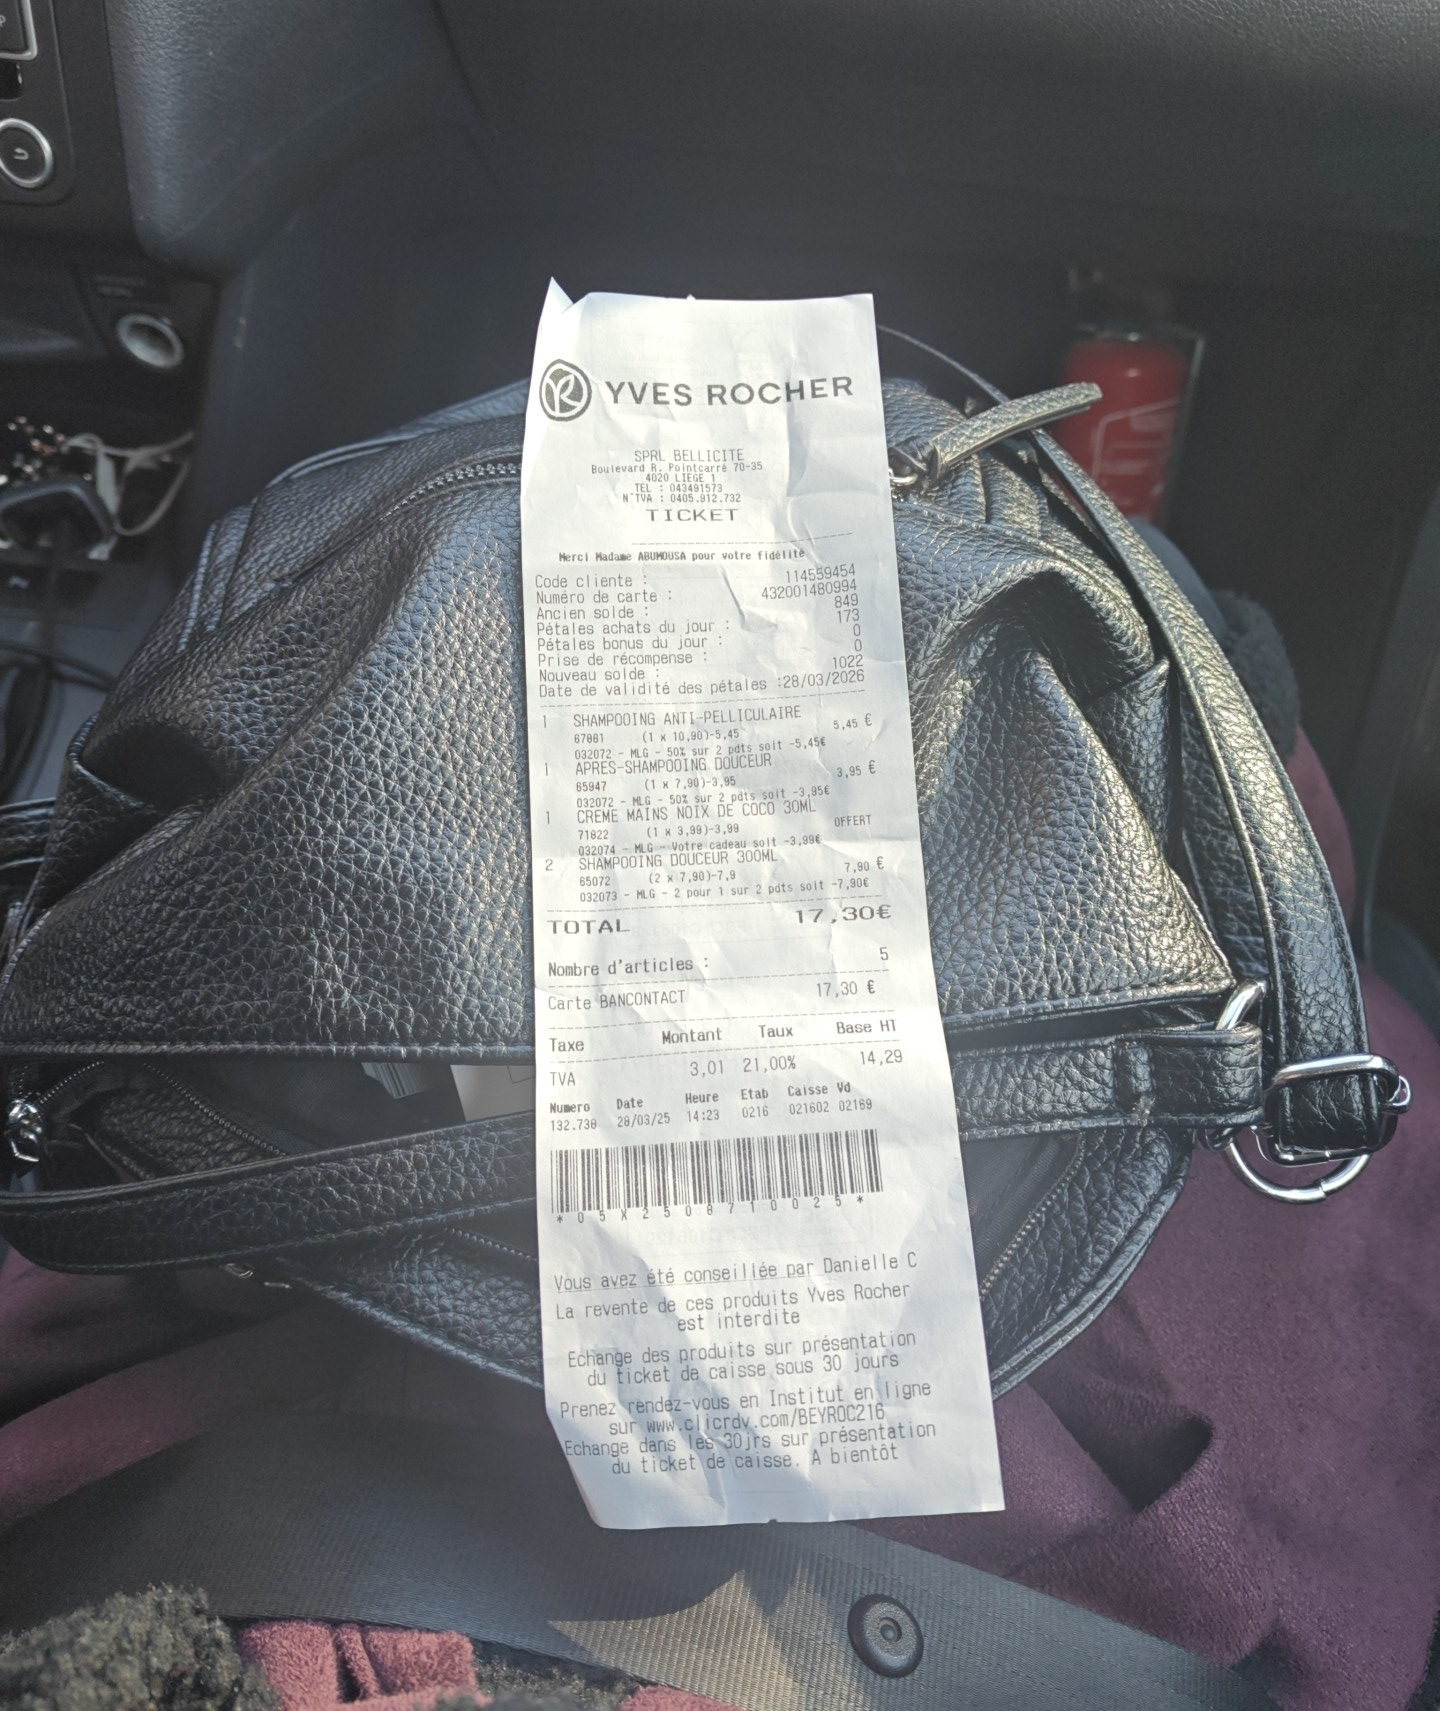 YVES ROCHER
SPRL BELLICITE
Boulevard R. Pointcarré 70-35
4020 LIEGE 1
TEL : 043491573
N°TVA : 0405.912.732
TICKET
Merci Madame ABUMOUSA pour votre fidélité
Code cliente : 114559454
Numéro de carte : 432001480994
Ancien solde : 849
Pétales achats du jour : 173
Pétales bonus du jour : 0
Prise de récompense : 0
Nouveau solde : 1022
Date de validité des pétales :28/03/2026
1 SHAMPOOING ANTI-PELLICULAIRE 5,45 €
67881 (1 x 10,90)-5,45
032072 - MLG - 50% sur 2 pdts soit -5,45€
1 APRES-SHAMPOOING DOUCEUR 3,95 €
65947 (1 x 7,90)-3,95
032072 - MLG - 50% sur 2 pdts soit -3,95€
1 CREME MAINS NOIX DE COCO 30ML OFFERT
71822 (1 x 3,99)-3,99
032074 - MLG - Votre cadeau soit -3,99€
2 SHAMPOOING DOUCEUR 300ML 7,90 €
65072 (2 x 7,90)-7,9
032073 - MLG - 2 pour 1 sur 2 pdts soit -7,90€
TOTAL 17,30€
Nombre d'articles : 5
Carte BANCONTACT 17,30 €
Taxe Montant Taux Base HT
TVA 3,01 21,00% 14,29
Numero Date Heure Etab Caisse Vd
132.738 28/03/25 14:23 0216 021602 02169
*05X2508710025*
Vous avez été conseillée par Danielle C
La revente de ces produits Yves Rocher
est interdite
Echange des produits sur présentation
du ticket de caisse sous 30 jours
Prenez rendez-vous en Institut en ligne
sur www.clicrdv.com/BEYROC216
Echange dans les 30jrs sur présentation
du ticket de caisse. A bientôt